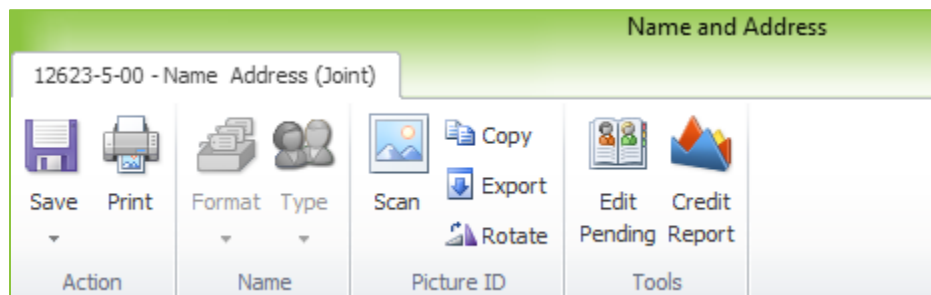 Name and Address
12623-5-00 - Name Address (Joint)
Save Print Format Type Scan Copy Export Rotate Edit Pending Credit Report
Action Name Picture ID Tools